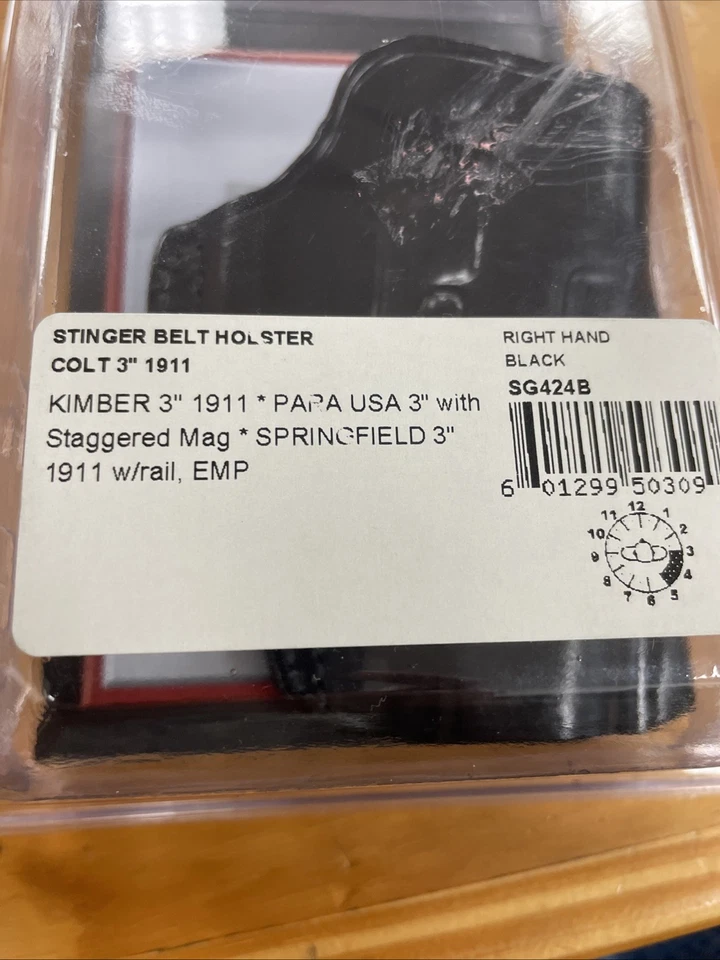 STINGER BELT HOLSTER
COLT 3" 1911
KIMBER 3" 1911 * PARA USA 3" with
Staggered Mag * SPRINGFIELD 3"
1911 w/rail, EMP
RIGHT HAND
BLACK
SG424B
6 01299 50309
12
11 1
10 2
9 3
8 4
7 6 5